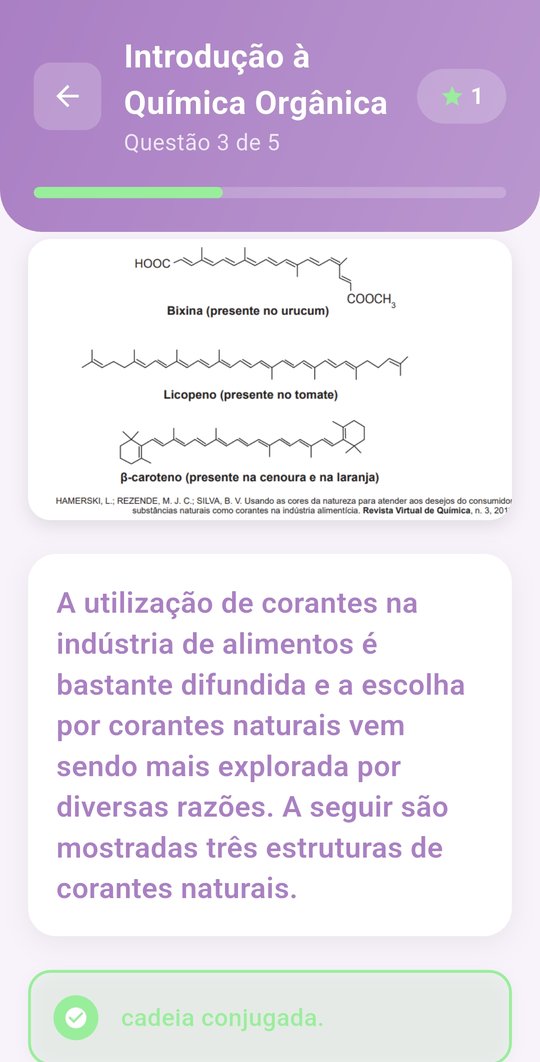 Introdução à
Química Orgânica
Questão 3 de 5
1
HOOC
COOCH3
Bixina (presente no urucum)
Licopeno (presente no tomate)
β-caroteno (presente na cenoura e na laranja)
HAMERSKI, L.; REZENDE, M. J. C.; SILVA, B. V. Usando as cores da natureza para atender aos desejos do
substâncias naturais como corantes na indústria alimentícia. Revista Virtual de Química, n. 3,
A utilização de corantes na
indústria de alimentos é
bastante difundida e a escolha
por corantes naturais vem
sendo mais explorada por
diversas razões. A seguir são
mostradas três estruturas de
corantes naturais.
cadeia conjugada.